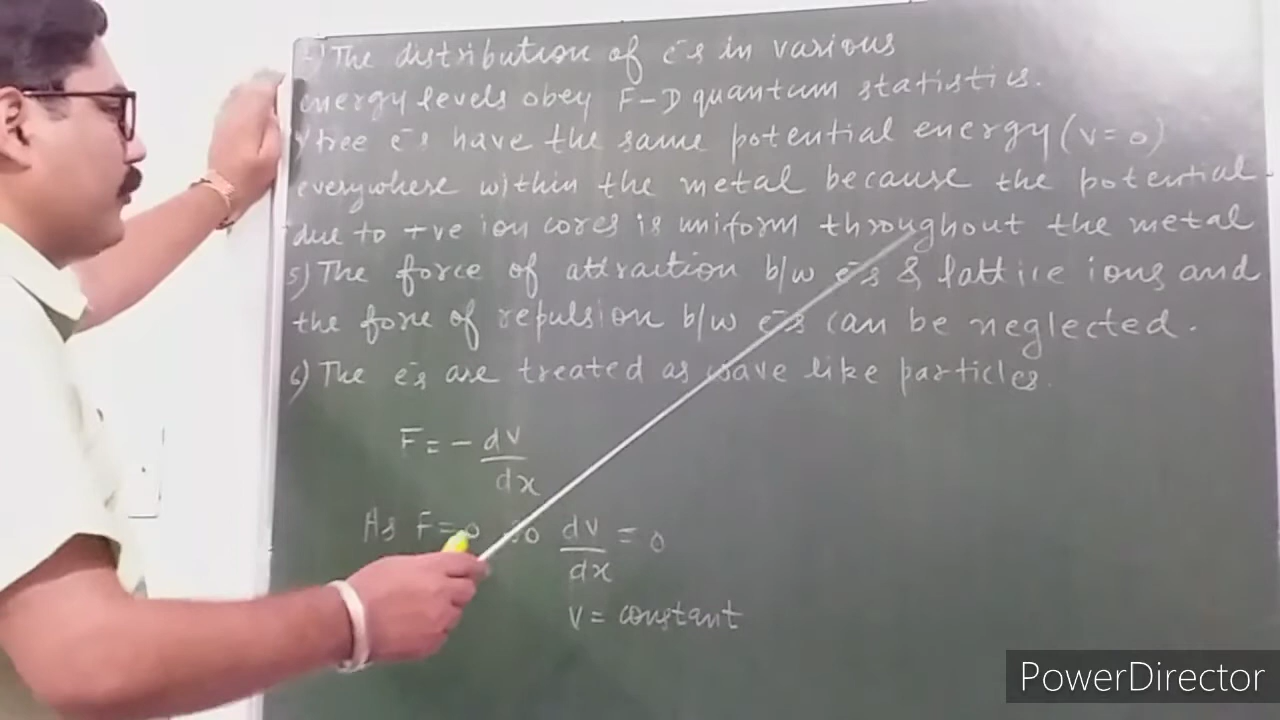 The distribution of e⁻s in various
energy levels obey F-D quantum statistics.
free e⁻s have the same potential energy (V=0)
everywhere within the metal because the potential
due to +ve ion cores is uniform throughout the metal
5) The force of attraction b/w e⁻s & lattice ions and
the force of repulsion b/w e⁻s can be neglected.
6) The e⁻s are treated as wave like particles.
F = - dV/dx
As F=0 so dV/dx = 0
V = constant
PowerDirector